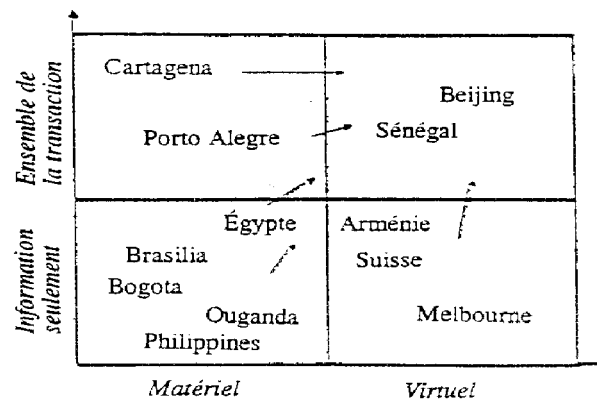 Ensemble de
la transaction
Cartagena
Beijing
Porto Alegre
Sénégal
Information
seulement
Égypte
Arménie
Brasilia
Suisse
Bogota
Ouganda
Melbourne
Philippines
Matériel
Virtuel